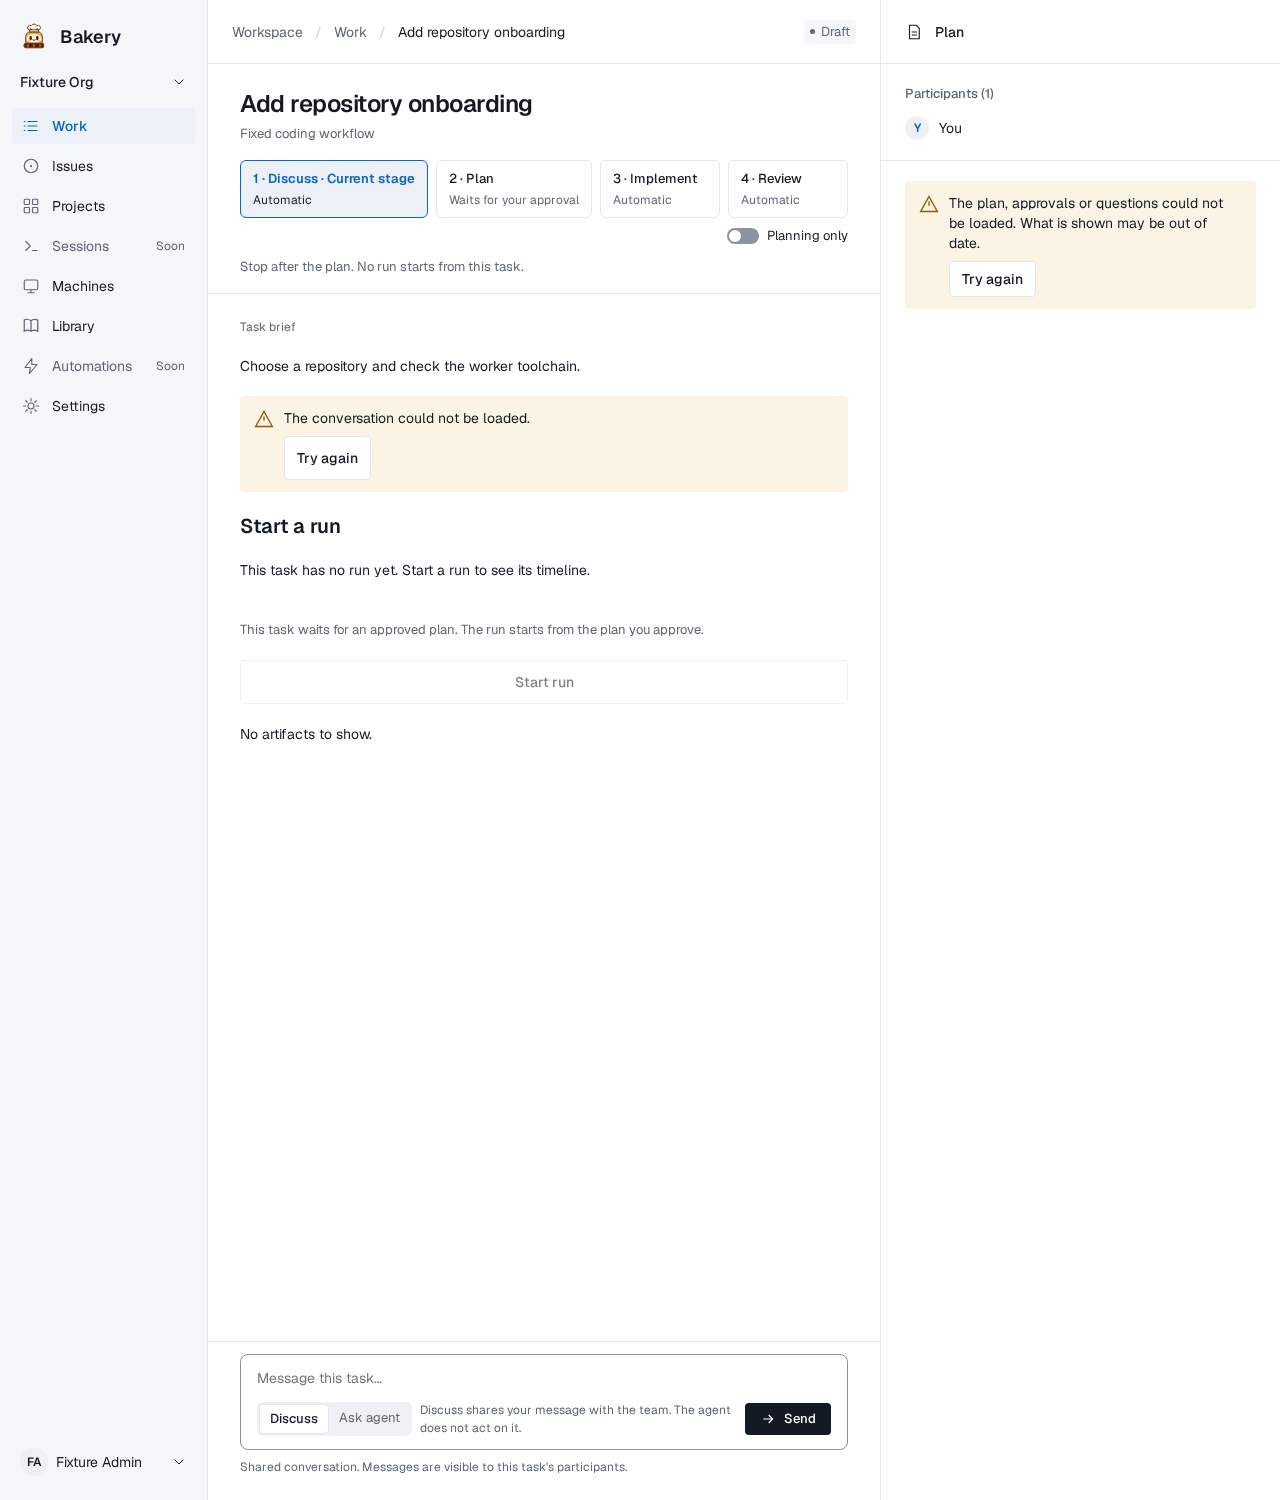 Bakery
Fixture Org
Work
Issues
Projects
Sessions Soon
Machines
Library
Automations Soon
Settings
FA Fixture Admin
Workspace / Work / Add repository onboarding
Draft
Add repository onboarding
Fixed coding workflow
1 · Discuss · Current stage
Automatic
2 · Plan
Waits for your approval
3 · Implement
Automatic
4 · Review
Automatic
Planning only
Stop after the plan. No run starts from this task.
Task brief
Choose a repository and check the worker toolchain.
The conversation could not be loaded.
Try again
Start a run
This task has no run yet. Start a run to see its timeline.
This task waits for an approved plan. The run starts from the plan you approve.
Start run
No artifacts to show.
Message this task...
Discuss Ask agent
Discuss shares your message with the team. The agent
does not act on it.
Send
Shared conversation. Messages are visible to this task's participants.
Plan
Participants (1)
Y You
The plan, approvals or questions could not
be loaded. What is shown may be out of
date.
Try again